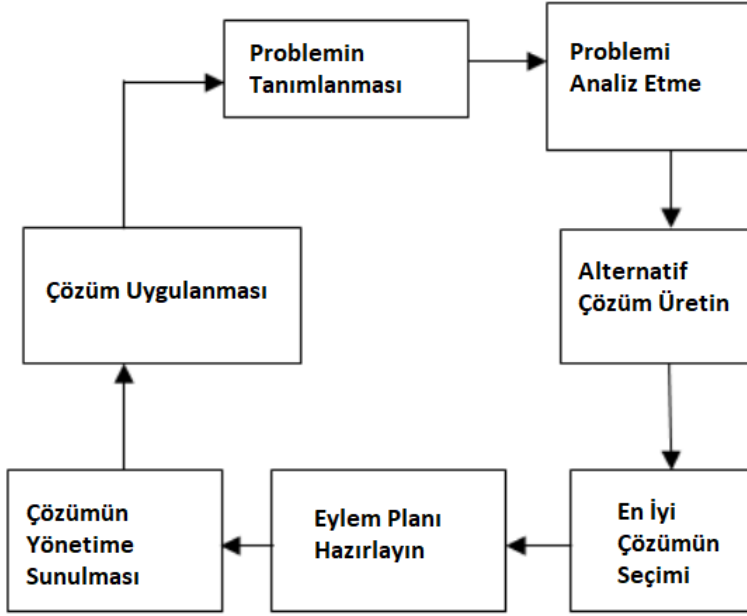 Problemin
Tanımlanması
Problemi
Analiz Etme
Alternatif
Çözüm Üretin
En İyi
Çözümün
Seçimi
Eylem Planı
Hazırlayın
Çözümün
Yönetime
Sunulması
Çözüm Uygulanması